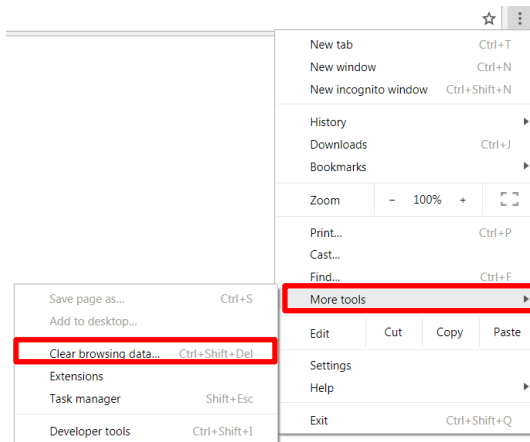 New tab Ctrl+T
New window Ctrl+N
New incognito window Ctrl+Shift+N
History
Downloads Ctrl+J
Bookmarks
Zoom - 100% +
Print... Ctrl+P
Cast...
Find... Ctrl+F
More tools
Edit Cut Copy Paste
Settings
Help
Exit Ctrl+Shift+Q
Save page as... Ctrl+S
Add to desktop...
Clear browsing data... Ctrl+Shift+Del
Extensions
Task manager Shift+Esc
Developer tools Ctrl+Shift+I